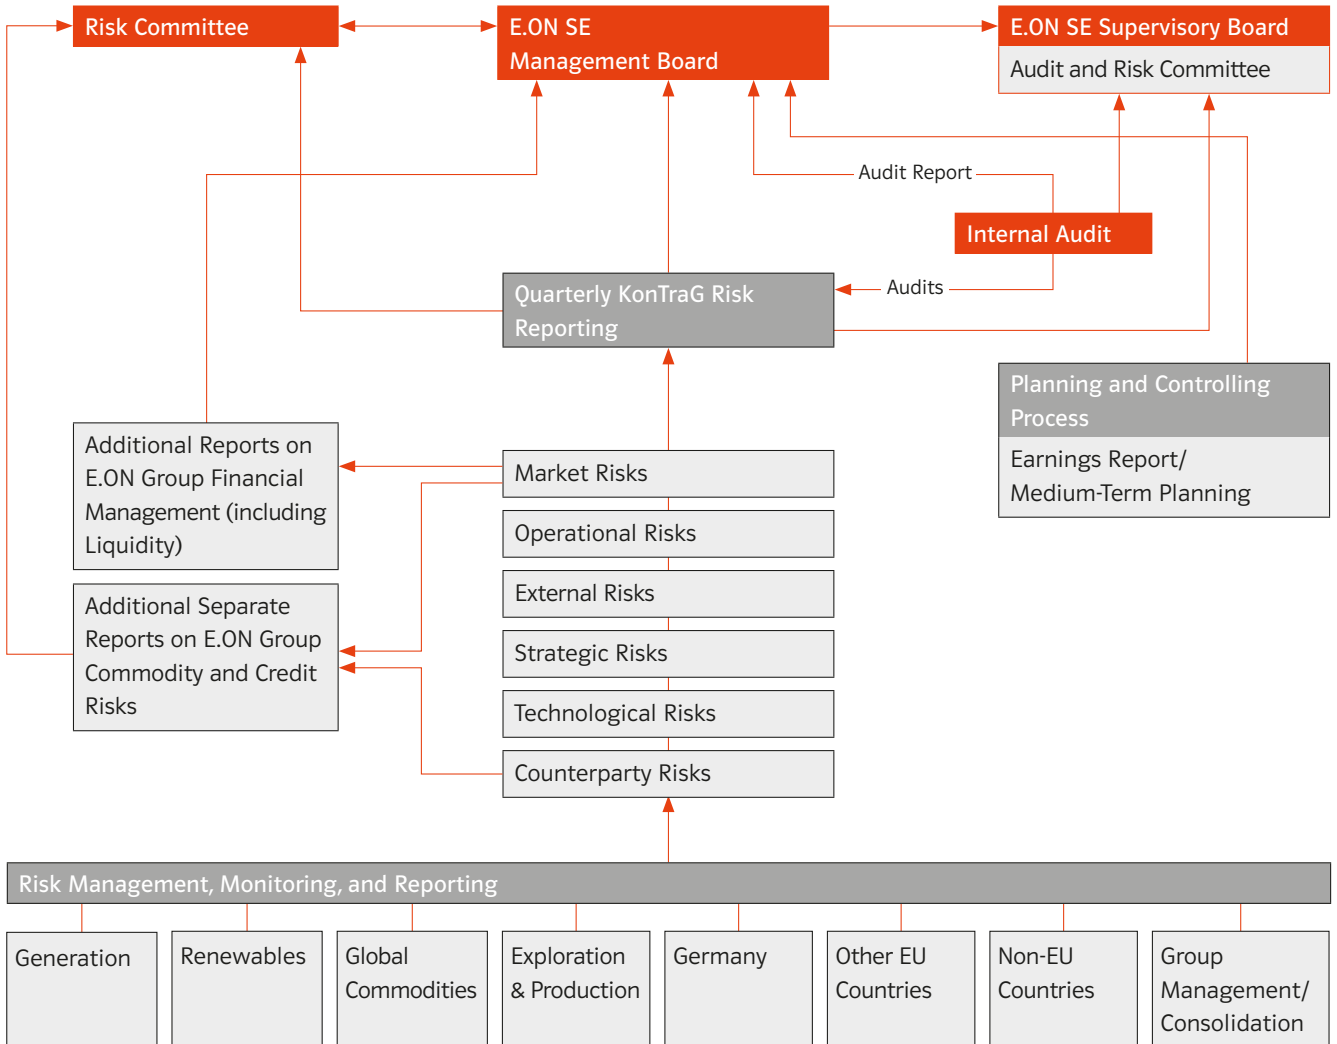 Risk Committee
E.ON SE
Management Board
E.ON SE Supervisory Board
Audit and Risk Committee
Audit Report
Internal Audit
Audits
Quarterly KonTraG Risk
Reporting
Planning and Controlling
Process
Earnings Report/
Medium-Term Planning
Additional Reports on
E.ON Group Financial
Management (including
Liquidity)
Additional Separate
Reports on E.ON Group
Commodity and Credit
Risks
Market Risks
Operational Risks
External Risks
Strategic Risks
Technological Risks
Counterparty Risks
Risk Management, Monitoring, and Reporting
Generation
Renewables
Global
Commodities
Exploration
& Production
Germany
Other EU
Countries
Non-EU
Countries
Group
Management/
Consolidation